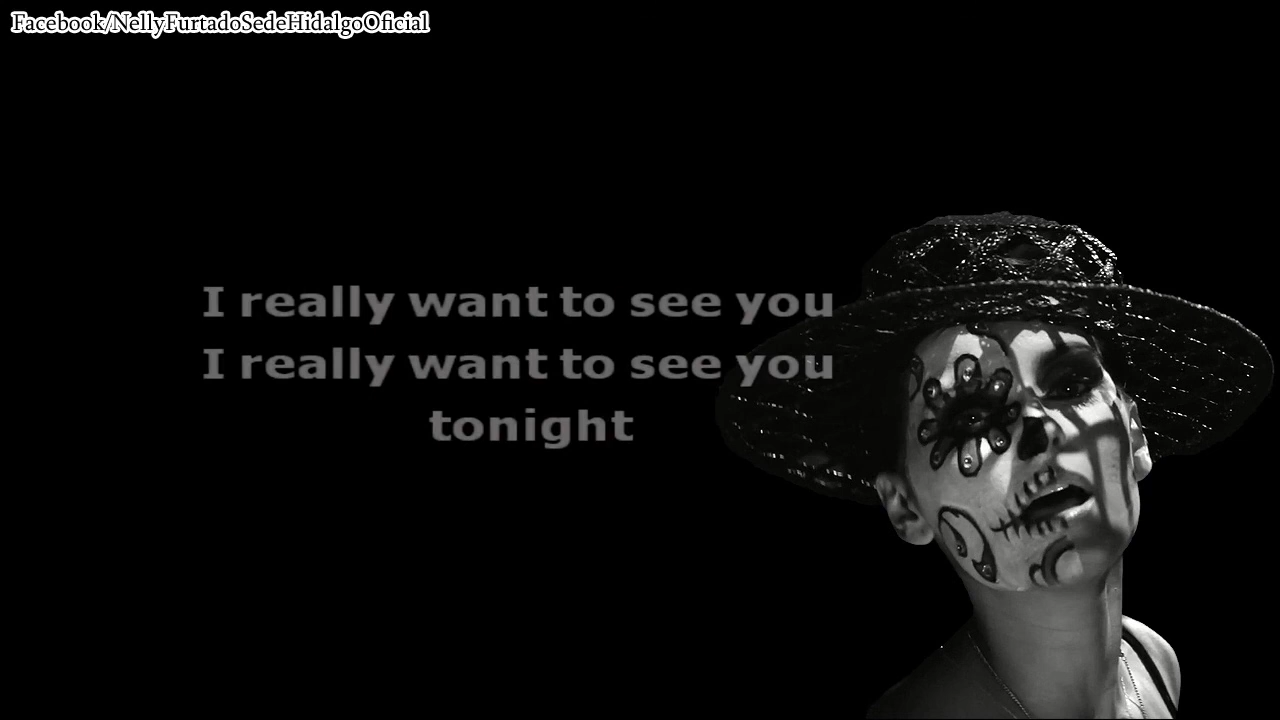 Facebook/NellyFurtadoSedeHidalgoOficial
I really want to see you
I really want to see you
tonight